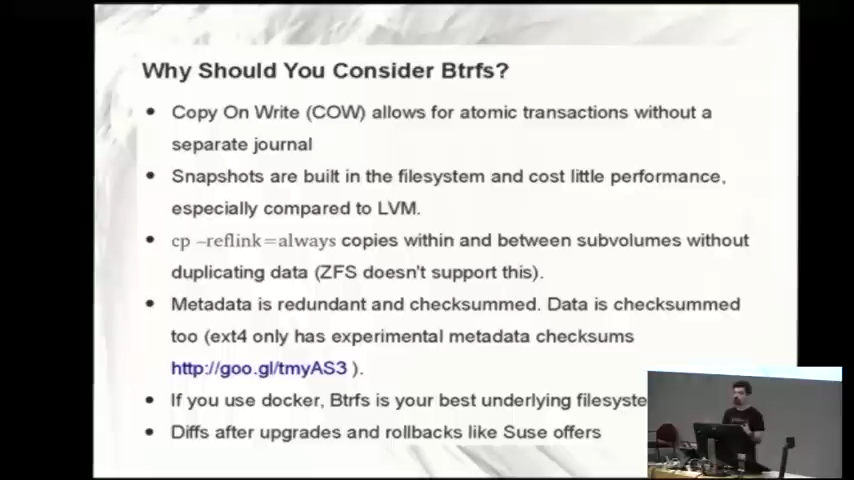 Why Should You Consider Btrfs?
• Copy On Write (COW) allows for atomic transactions without a
separate journal
• Snapshots are built in the filesystem and cost little performance,
especially compared to LVM.
• cp –reflink=always copies within and between subvolumes without
duplicating data (ZFS doesn't support this).
• Metadata is redundant and checksummed. Data is checksummed
too (ext4 only has experimental metadata checksums
http://goo.gl/tmyAS3 ).
• If you use docker, Btrfs is your best underlying filesyste
• Diffs after upgrades and rollbacks like Suse offers